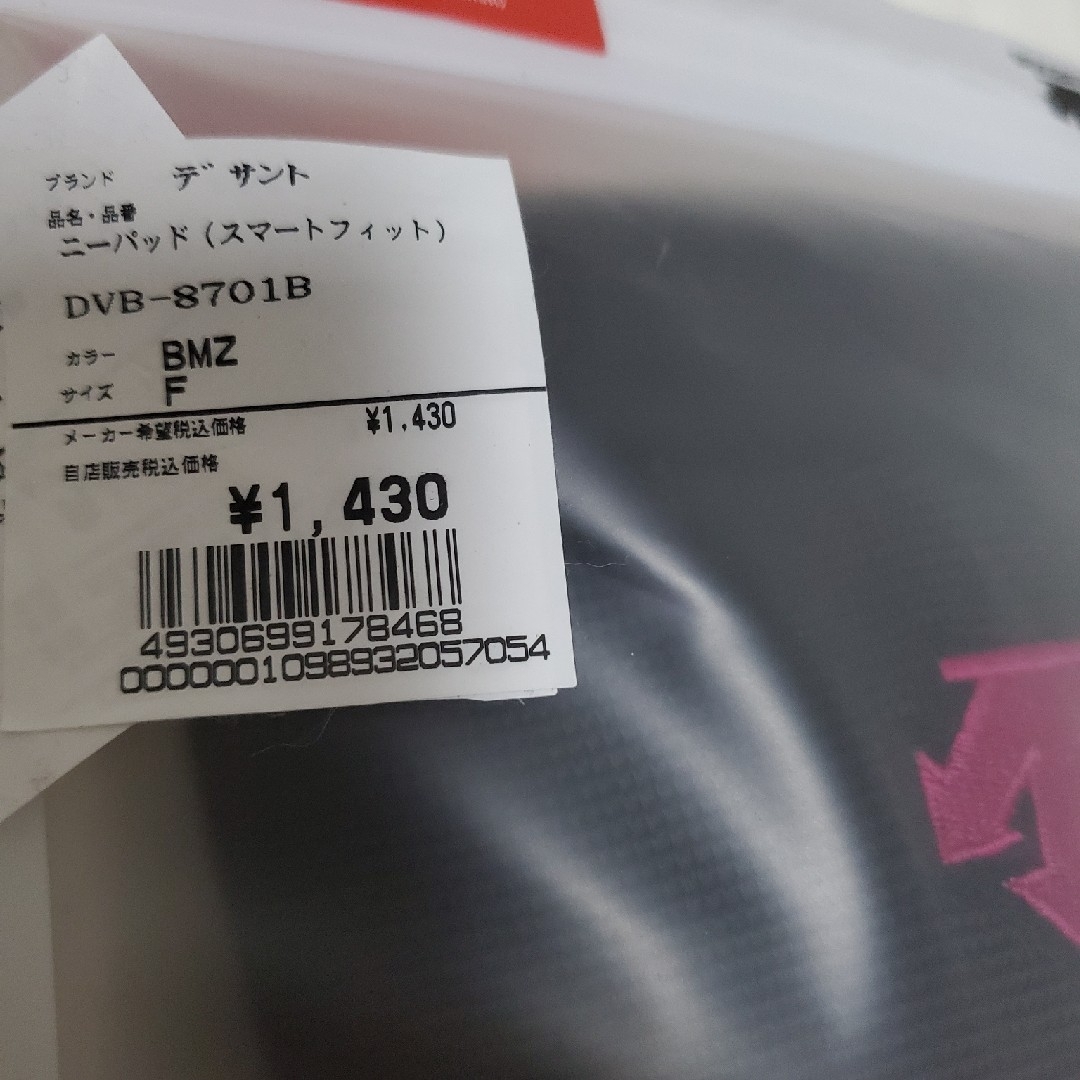 ブランド デサント
品名・品番
ニーパッド(スマートフィット)
DVB-8701B
カラー BMZ
サイズ F
メーカー希望税込価格 ¥1,430
自店販売税込価格
¥1,430
4930699178468
0000001098932057054